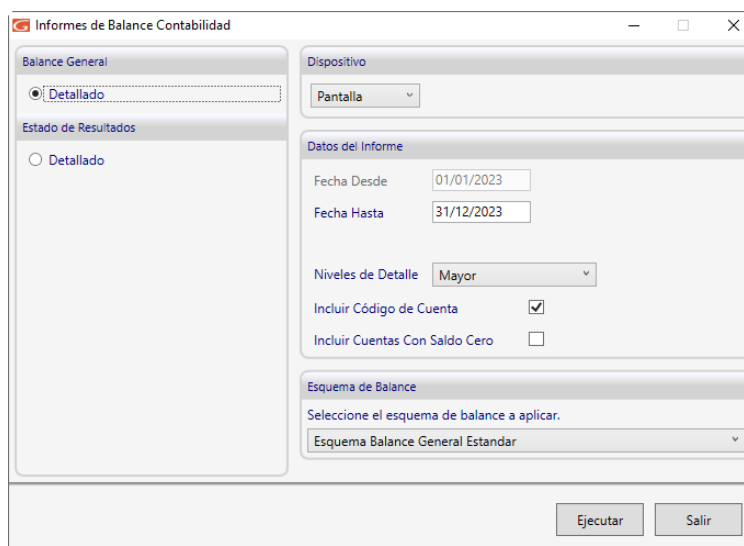 Informes de Balance Contabilidad
Balance General
Detallado
Estado de Resultados
Detallado
Dispositivo
Pantalla
Datos del Informe
Fecha Desde 01/01/2023
Fecha Hasta 31/12/2023
Niveles de Detalle Mayor
Incluir Código de Cuenta
Incluir Cuentas Con Saldo Cero
Esquema de Balance
Seleccione el esquema de balance a aplicar.
Esquema Balance General Estandar
Ejecutar Salir